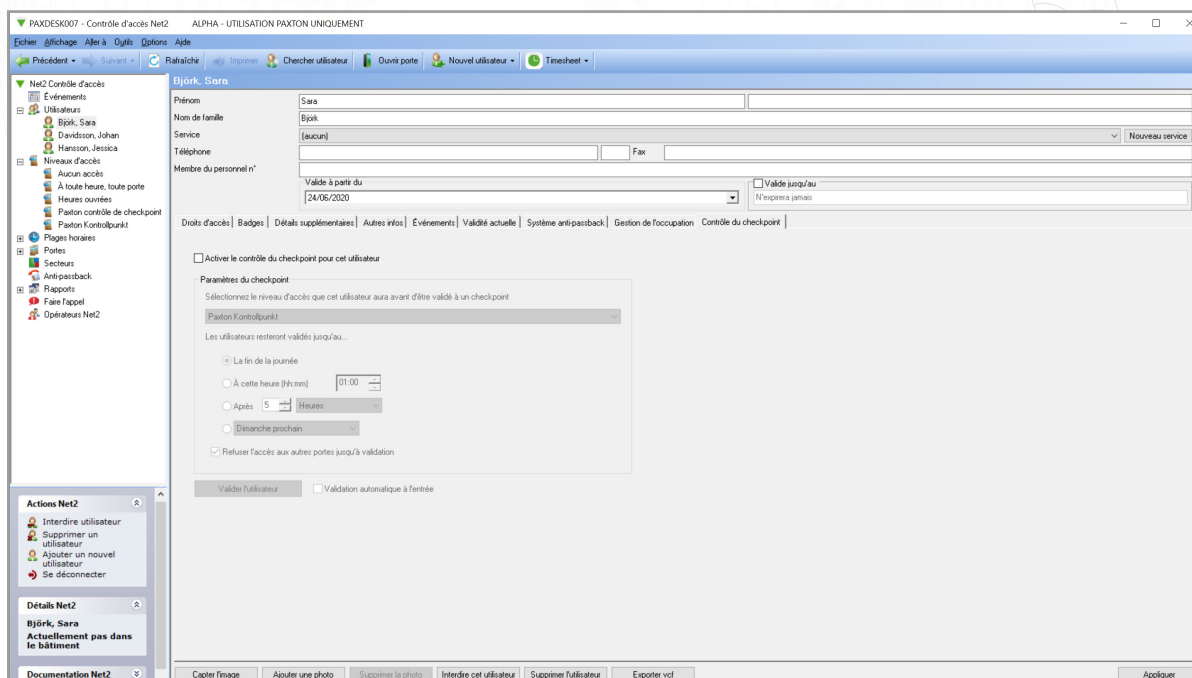 PAXDESK007 - Contrôle d'accès Net2 ALPHA - UTILISATION PAXTON UNIQUEMENT
Fichier Affichage Aller à Outils Options Aide
Précédent Suivant Rafraîchir Imprimer Chercher utilisateur Ouvrir porte Nouvel utilisateur Timesheet
Net2 Contrôle d'accès
Événements
Utilisateurs
Björk, Sara
Davidsson, Johan
Hansson, Jessica
Niveaux d'accès
Aucun accès
À toute heure, toute porte
Heures ouvrées
Paxton contrôle de checkpoint
Paxton Kontrollpunkt
Plages horaires
Portes
Secteurs
Anti-passback
Rapports
Faire l'appel
Opérateurs Net2
Actions Net2
Interdire utilisateur
Supprimer un
utilisateur
Ajouter un nouvel
utilisateur
Se déconnecter
Détails Net2
Björk, Sara
Actuellement pas dans
le bâtiment
Documentation Net2
Björk, Sara
Prénom Sara
Nom de famille Björk
Service (aucun) Nouveau service
Téléphone Fax
Membre du personnel n°
Valide à partir du Valide jusqu'au
24/06/2020 N'expirera jamais
Droits d'accès Badges Détails supplémentaires Autres infos Événements Validité actuelle Système anti-passback Gestion de l'occupation Contrôle du checkpoint
Activer le contrôle du checkpoint pour cet utilisateur
Paramètres du checkpoint
Sélectionnez le niveau d'accès que cet utilisateur aura avant d'être validé à un checkpoint
Paxton Kontrollpunkt
Les utilisateurs resteront validés jusqu'au...
La fin de la journée
À cette heure (hh:mm) 01:00
Après 5 Heures
Dimanche prochain
Refuser l'accès aux autres portes jusqu'à validation
Valider l'utilisateur Validation automatique à l'entrée
Capter l'image Ajouter une photo Supprimer la photo Interdire cet utilisateur Supprimer l'utilisateur Exporter vcf Appliquer